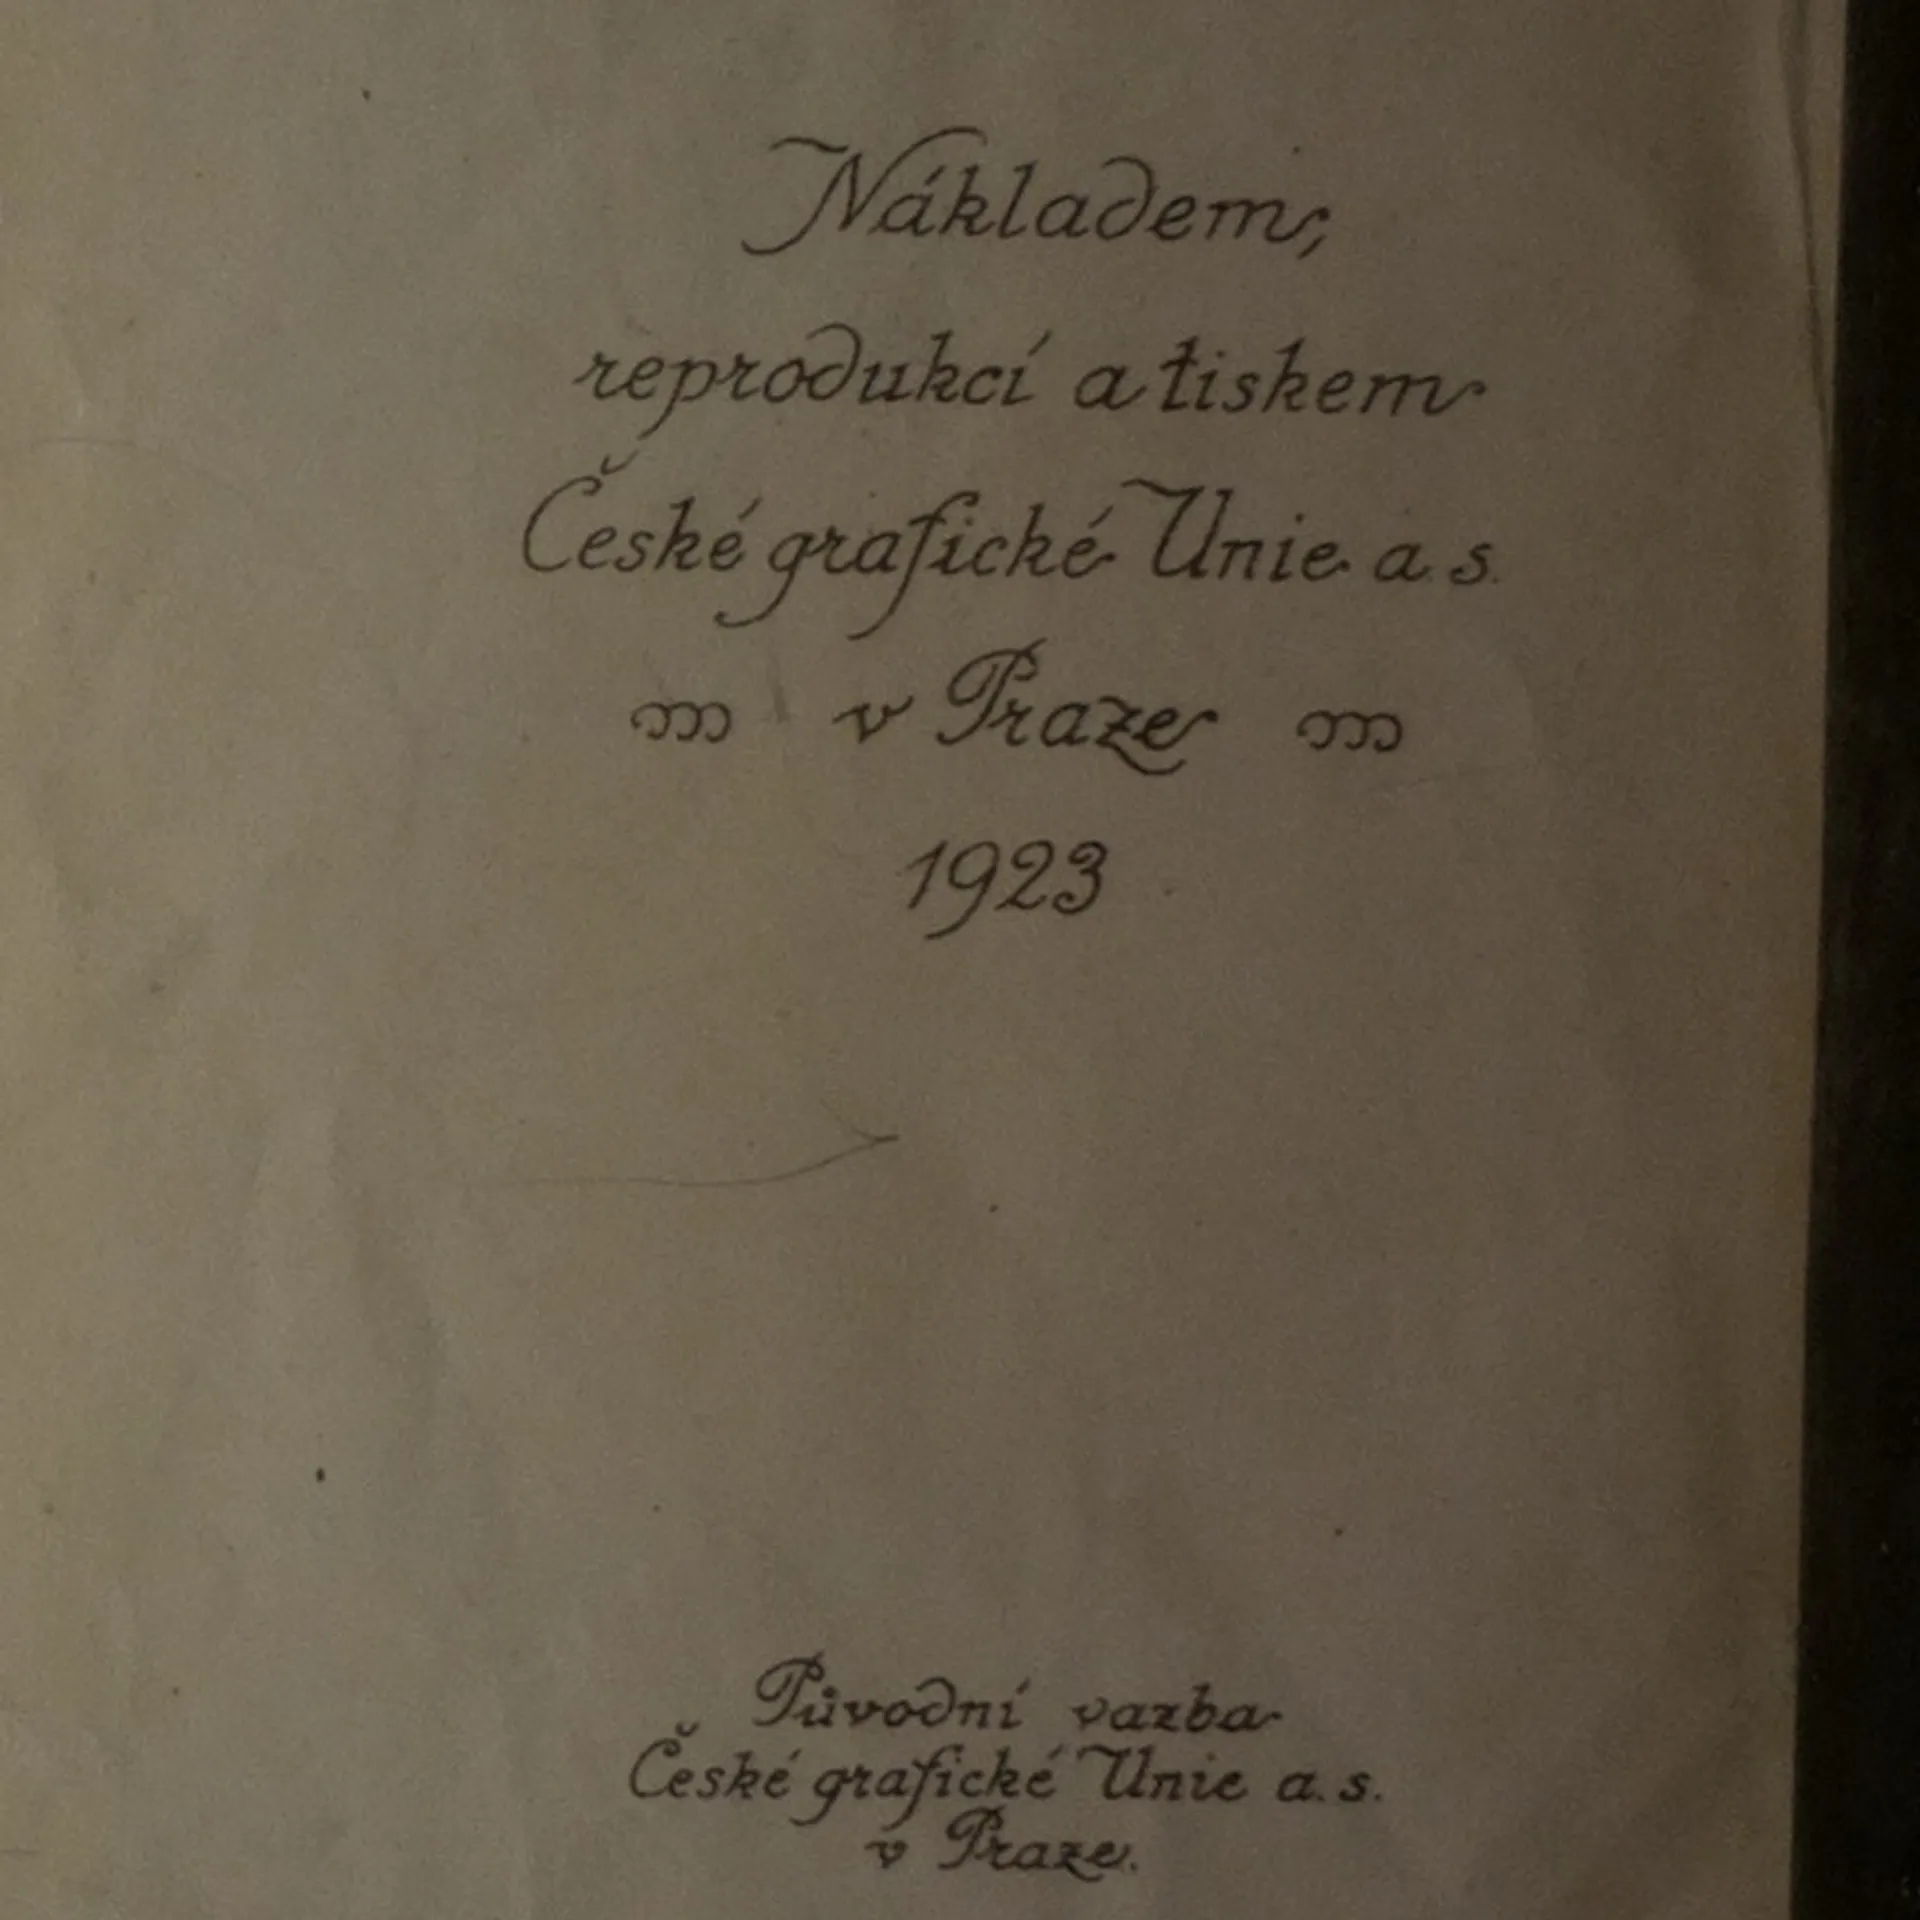 Nákladem,
reprodukcí a tiskem
České grafické Unie a. s.
v Praze
1923
Původní vazba
České grafické Unie a. s.
v Praze.